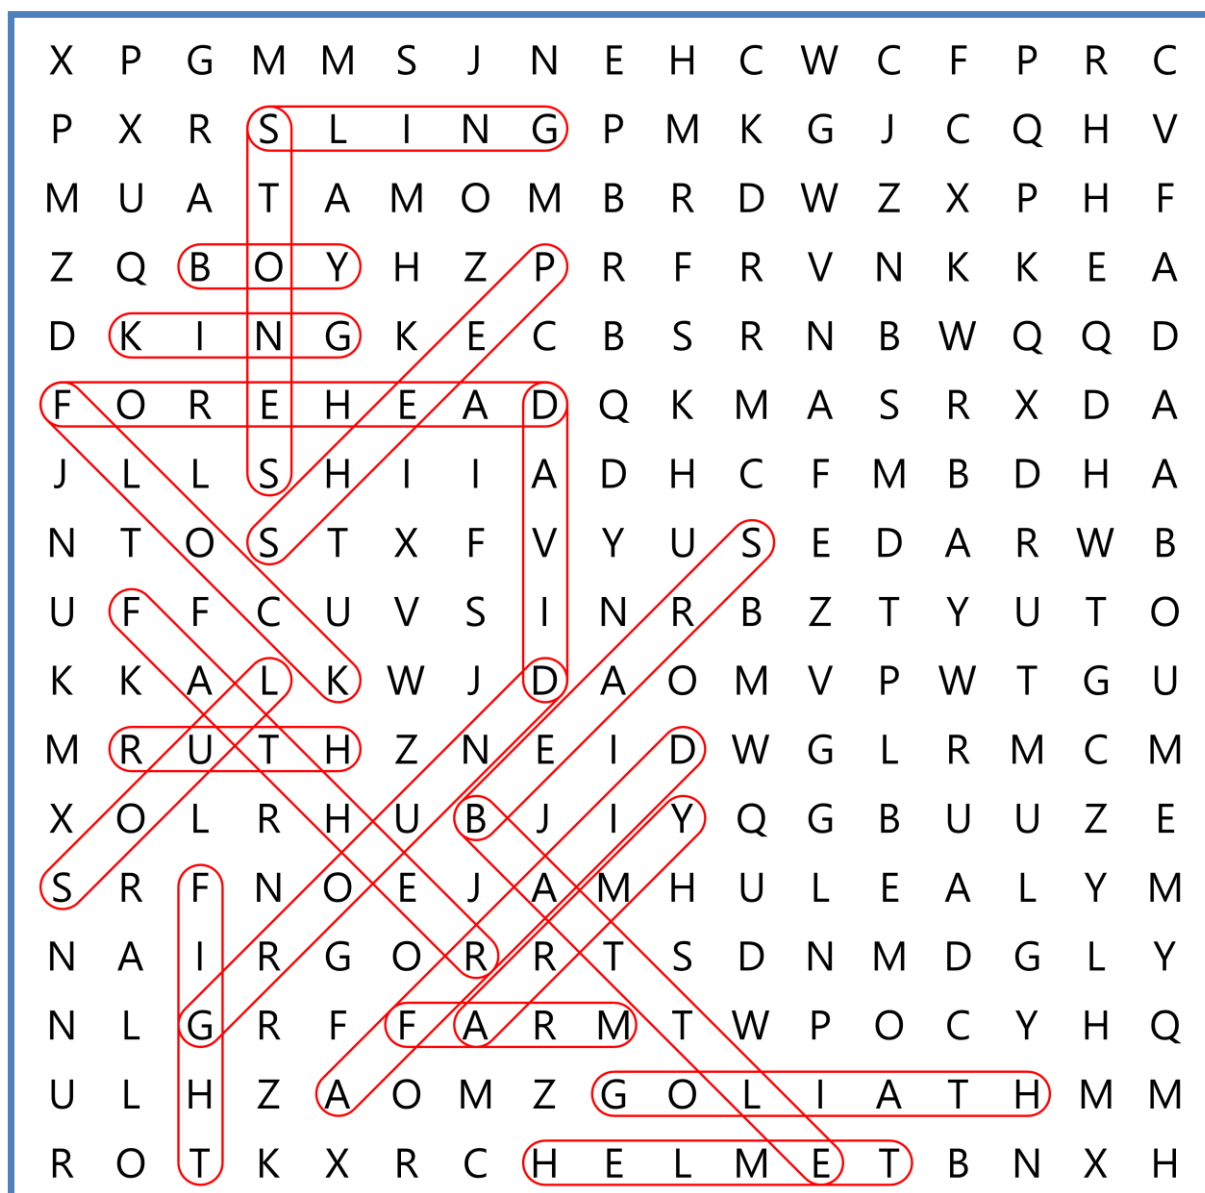 X P G M M S J N E H C W C F P R C
P X R S L I N G P M K G J C Q H V
M U A T A M O M B R D W Z X P H F
Z Q B O Y H Z P R F R V N K K E A
D K I N G K E C B S R N B W Q Q D
F O R E H E A D Q K M A S R X D A
J L L S H I I A D H C F M B D H A
N T O S T X F V Y U S E D A R W B
U F F C U V S I N R B Z T Y U T O
K K A L K W J D A O M V P W T G U
M R U T H Z N E I D W G L R M C M
X O L R H U B J I Y Q G B U U Z E
S R F N O E J A M H U L E A L Y M
N A I R G O R R T S D N M D G L Y
N L G R F F A R M T W P O C Y H Q
U L H Z A O M Z G O L I A T H M M
R O T K X R C H E L M E T B N X H